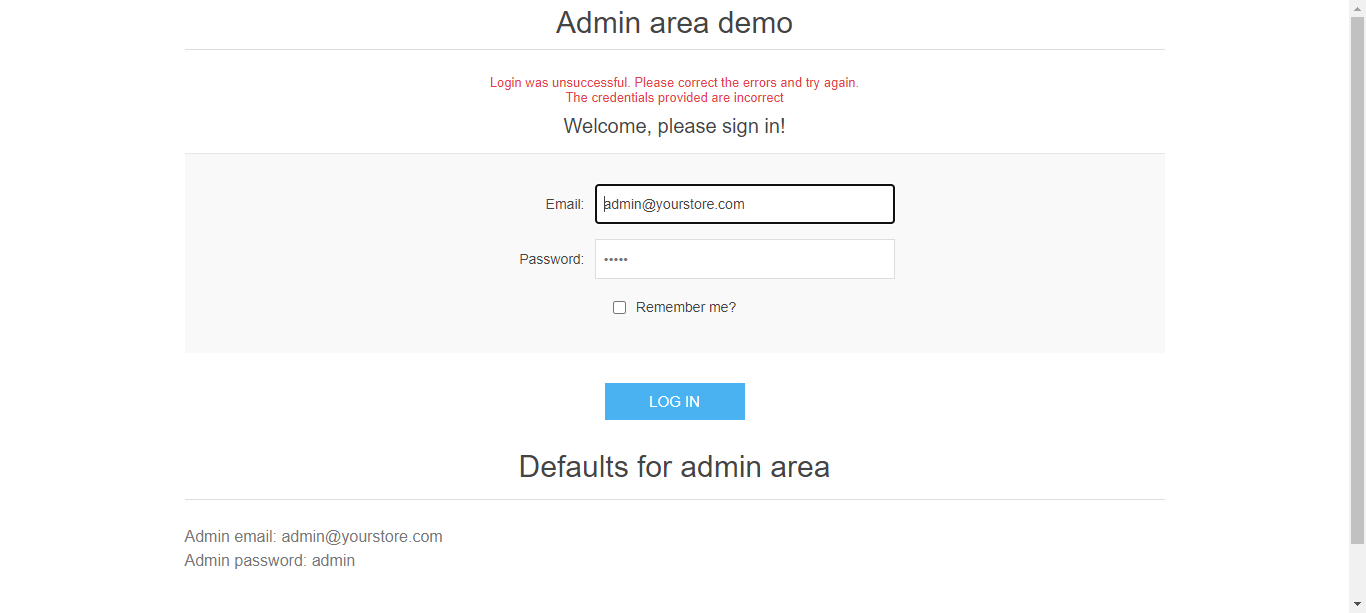 Admin area demo
Login was unsuccessful. Please correct the errors and try again.
The credentials provided are incorrect
Welcome, please sign in!
Email: admin@yourstore.com
Password: •••••
Remember me?
LOG IN
Defaults for admin area
Admin email: admin@yourstore.com
Admin password: admin